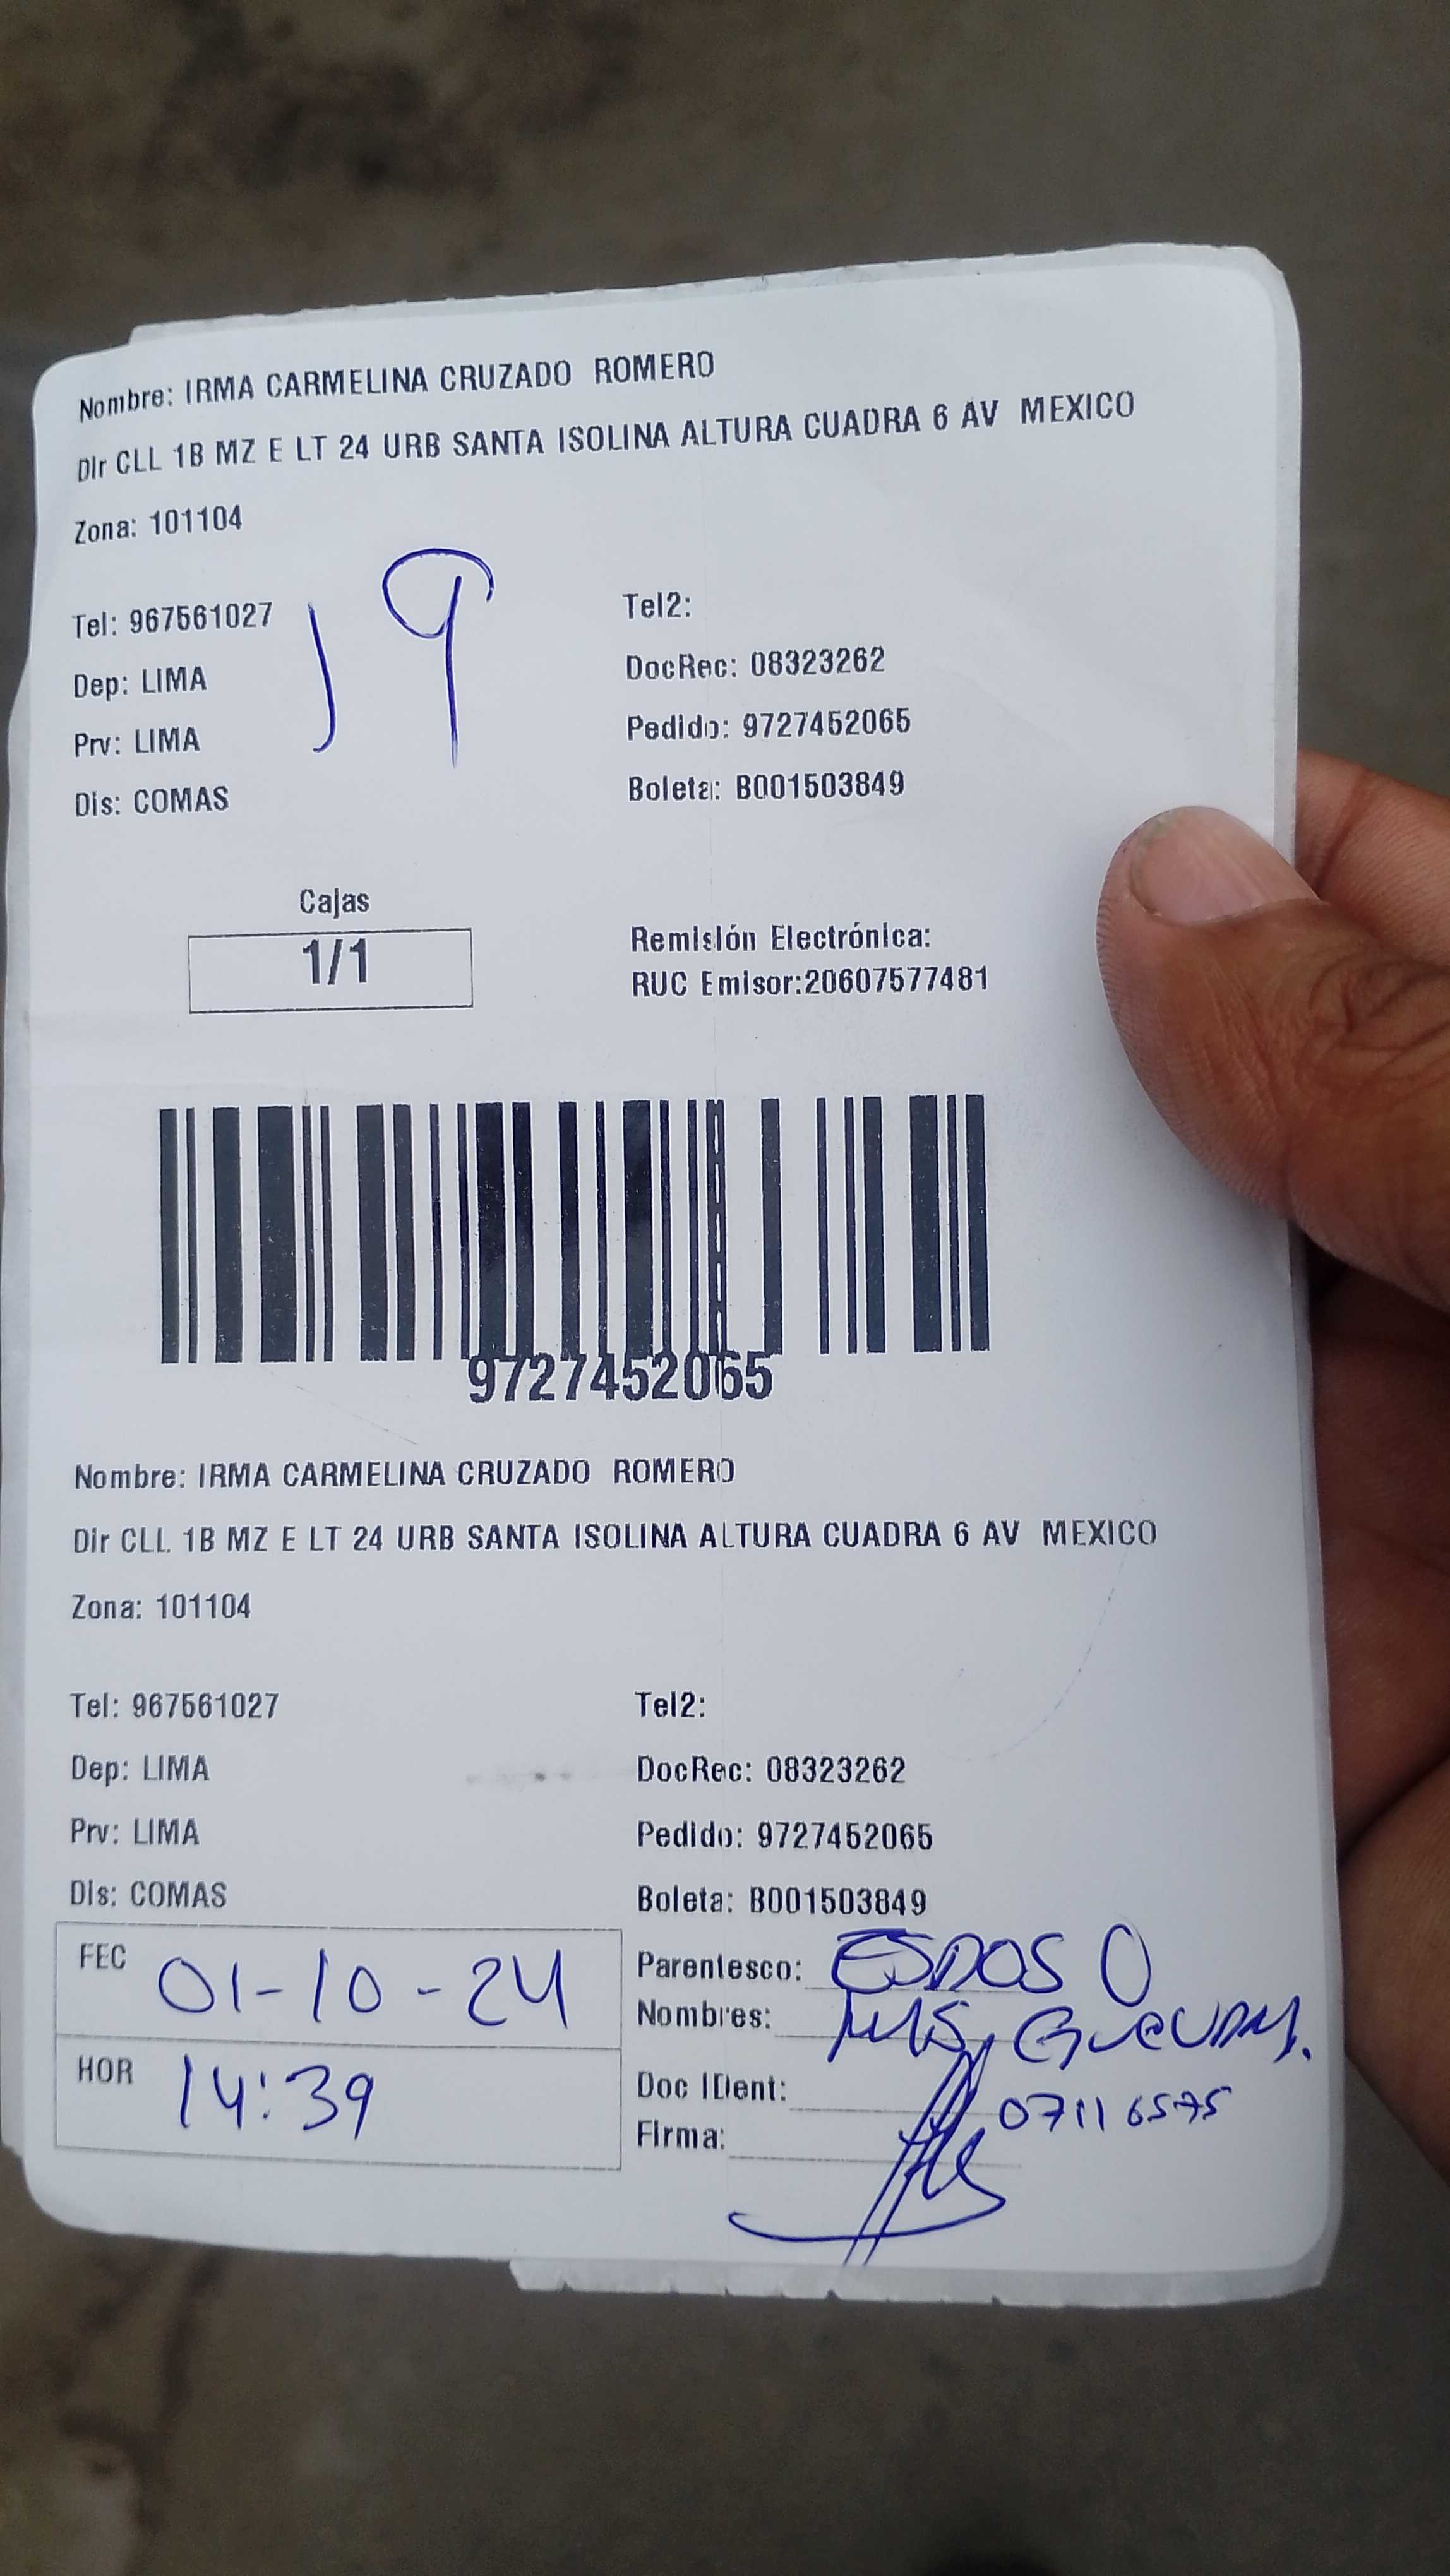 Nombre: IRMA CARMELINA CRUZADO ROMERO
Dir CLL 1B MZ E LT 24 URB SANTA ISOLINA ALTURA CUADRA 6 AV MEXICO
Zona: 101104
19
Tel: 967561027
Tel2:
Dep: LIMA
DocRec: 08323262
Prv: LIMA
Pedido: 9727452065
Dis: COMAS
Boleta: B001503849
Cajas
1/1
Remisión Electrónica:
RUC Emisor:20607577481
9727452065
Nombre: IRMA CARMELINA CRUZADO ROMERO
Dir CLL 1B MZ E LT 24 URB SANTA ISOLINA ALTURA CUADRA 6 AV MEXICO
Zona: 101104
Tel: 967561027
Tel2:
Dep: LIMA
DocRec: 08323262
Prv: LIMA
Pedido: 9727452065
Dis: COMAS
Boleta: B001503849
FEC 01-10-24
Parentesco: ESPOSO
Nombres: LUIS
HOR 14:39
Doc IDent: 07116575
Firma: